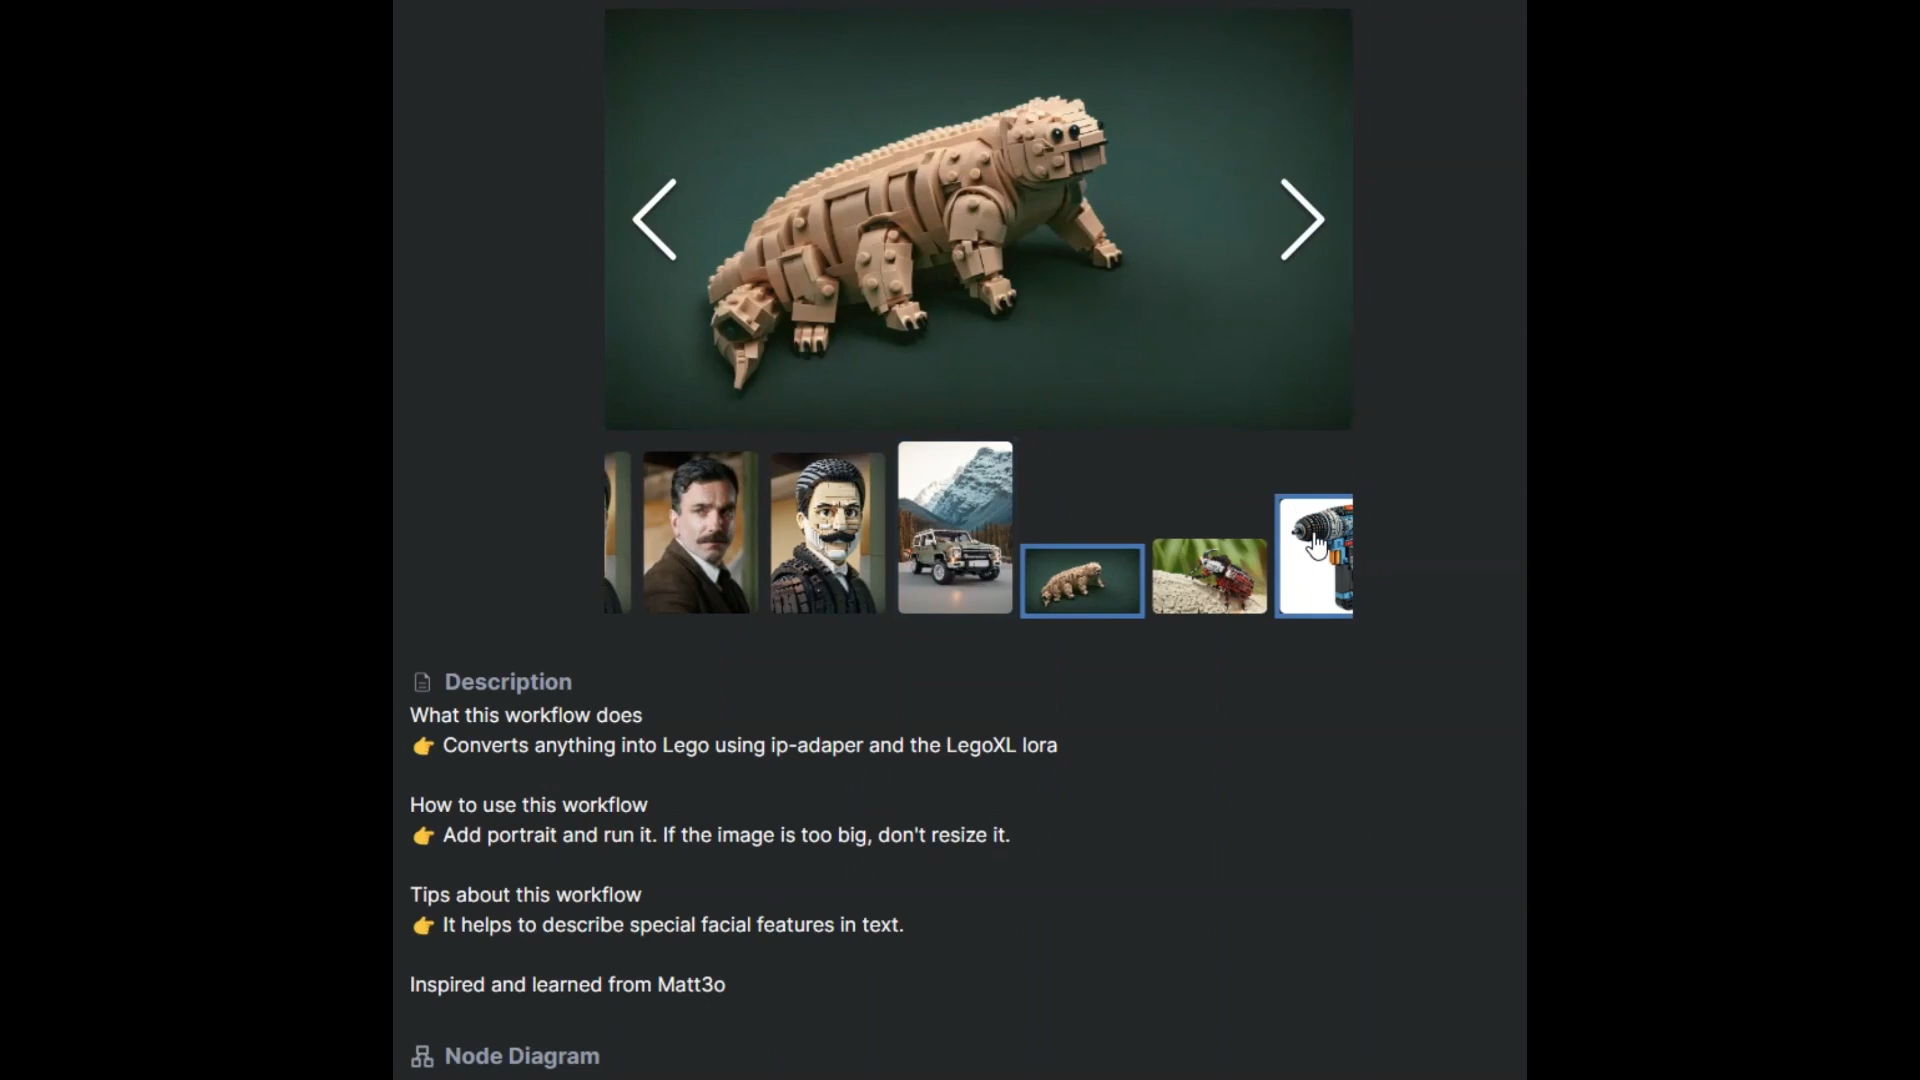 Description
What this workflow does
👉 Converts anything into Lego using ip-adaper and the LegoXL lora
How to use this workflow
👉 Add portrait and run it. If the image is too big, don't resize it.
Tips about this workflow
👉 It helps to describe special facial features in text.
Inspired and learned from Matt3o
Node Diagram